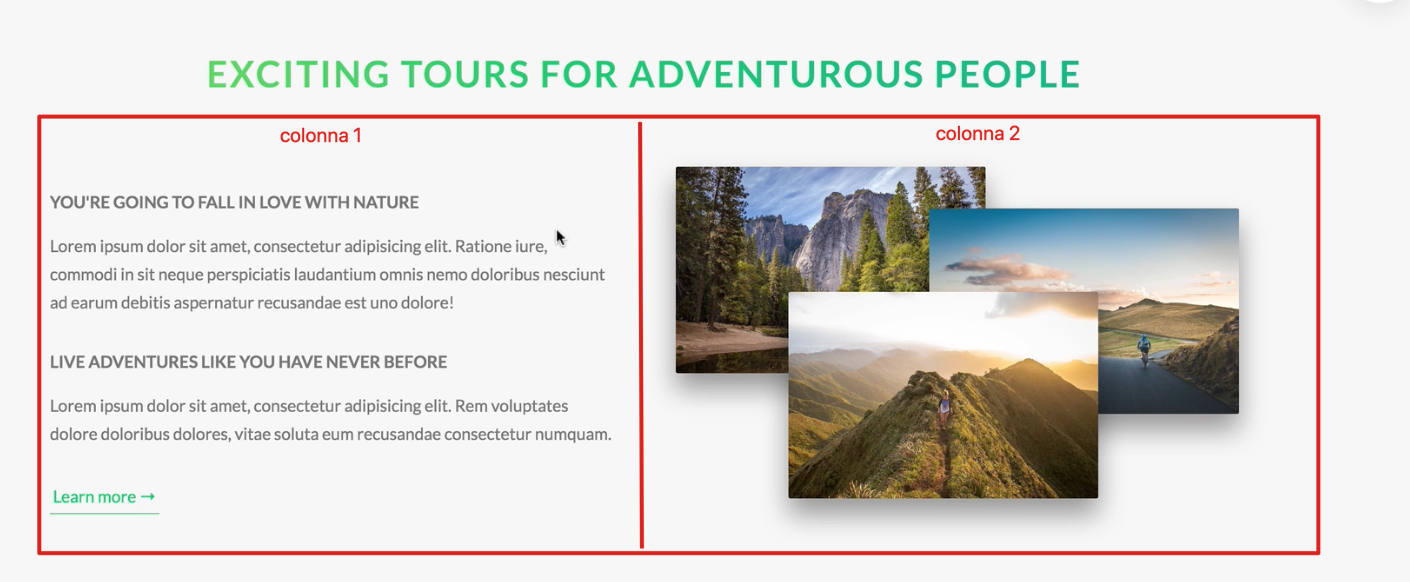 EXCITING TOURS FOR ADVENTUROUS PEOPLE
colonna 1
YOU'RE GOING TO FALL IN LOVE WITH NATURE
Lorem ipsum dolor sit amet, consectetur adipisicing elit. Ratione iure,
commodi in sit neque perspiciatis laudantium omnis nemo doloribus nesciunt
ad earum debitis aspernatur recusandae est uno dolore!
LIVE ADVENTURES LIKE YOU HAVE NEVER BEFORE
Lorem ipsum dolor sit amet, consectetur adipisicing elit. Rem voluptates
dolore doloribus dolores, vitae soluta eum recusandae consectetur numquam.
Learn more →
colonna 2